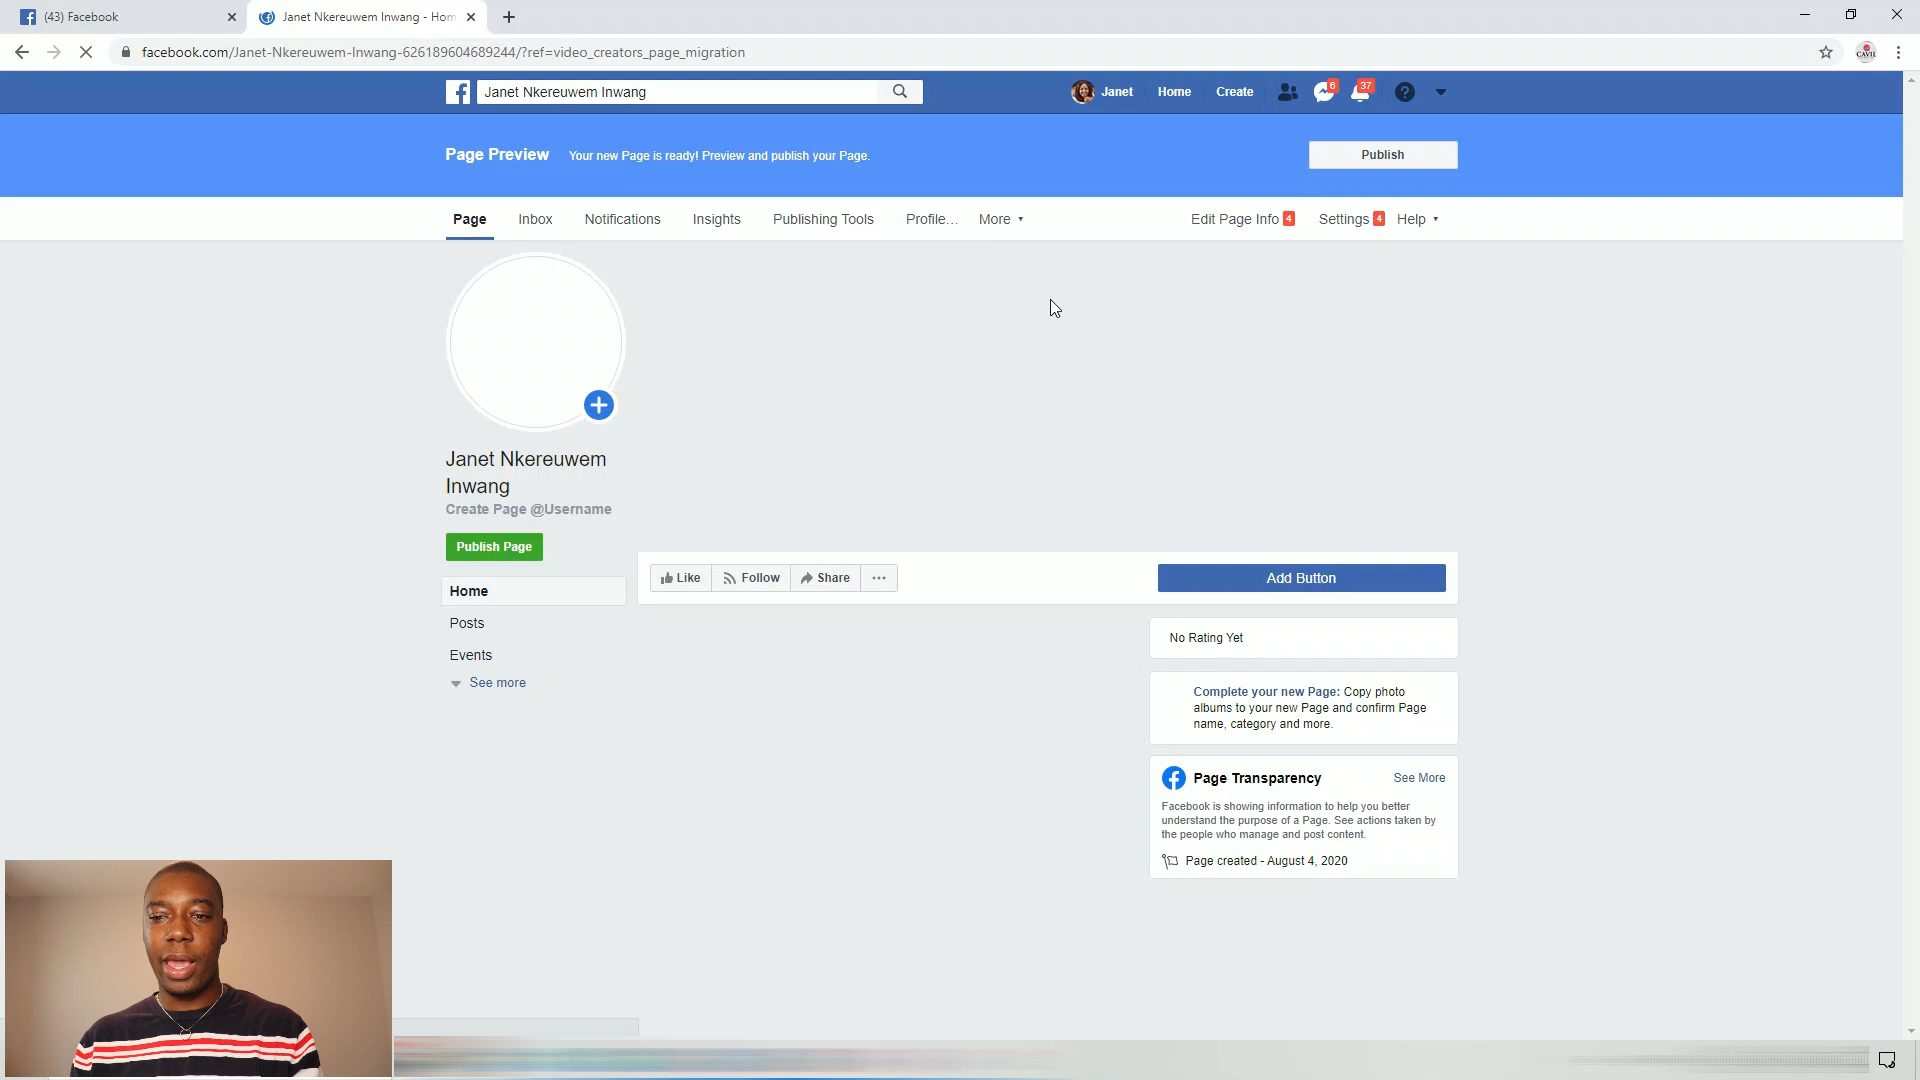 (43) Facebook
Janet Nkereuwem Inwang - Hom
facebook.com/Janet-Nkereuwem-Inwang-626189604689244/?ref=video_creators_page_migration
CAVII
Janet Nkereuwem Inwang
Janet Home Create 6 37
Page Preview Your new Page is ready! Preview and publish your Page. Publish
Page Inbox Notifications Insights Publishing Tools Profile... More Edit Page Info 4 Settings 4 Help
Janet Nkereuwem
Inwang
Create Page @Username
Publish Page
Home
Posts
Events
See more
Like Follow Share ... Add Button
No Rating Yet
Complete your new Page: Copy photo
albums to your new Page and confirm Page
name, category and more.
Page Transparency See More
Facebook is showing information to help you better
understand the purpose of a Page. See actions taken by
the people who manage and post content.
Page created - August 4, 2020